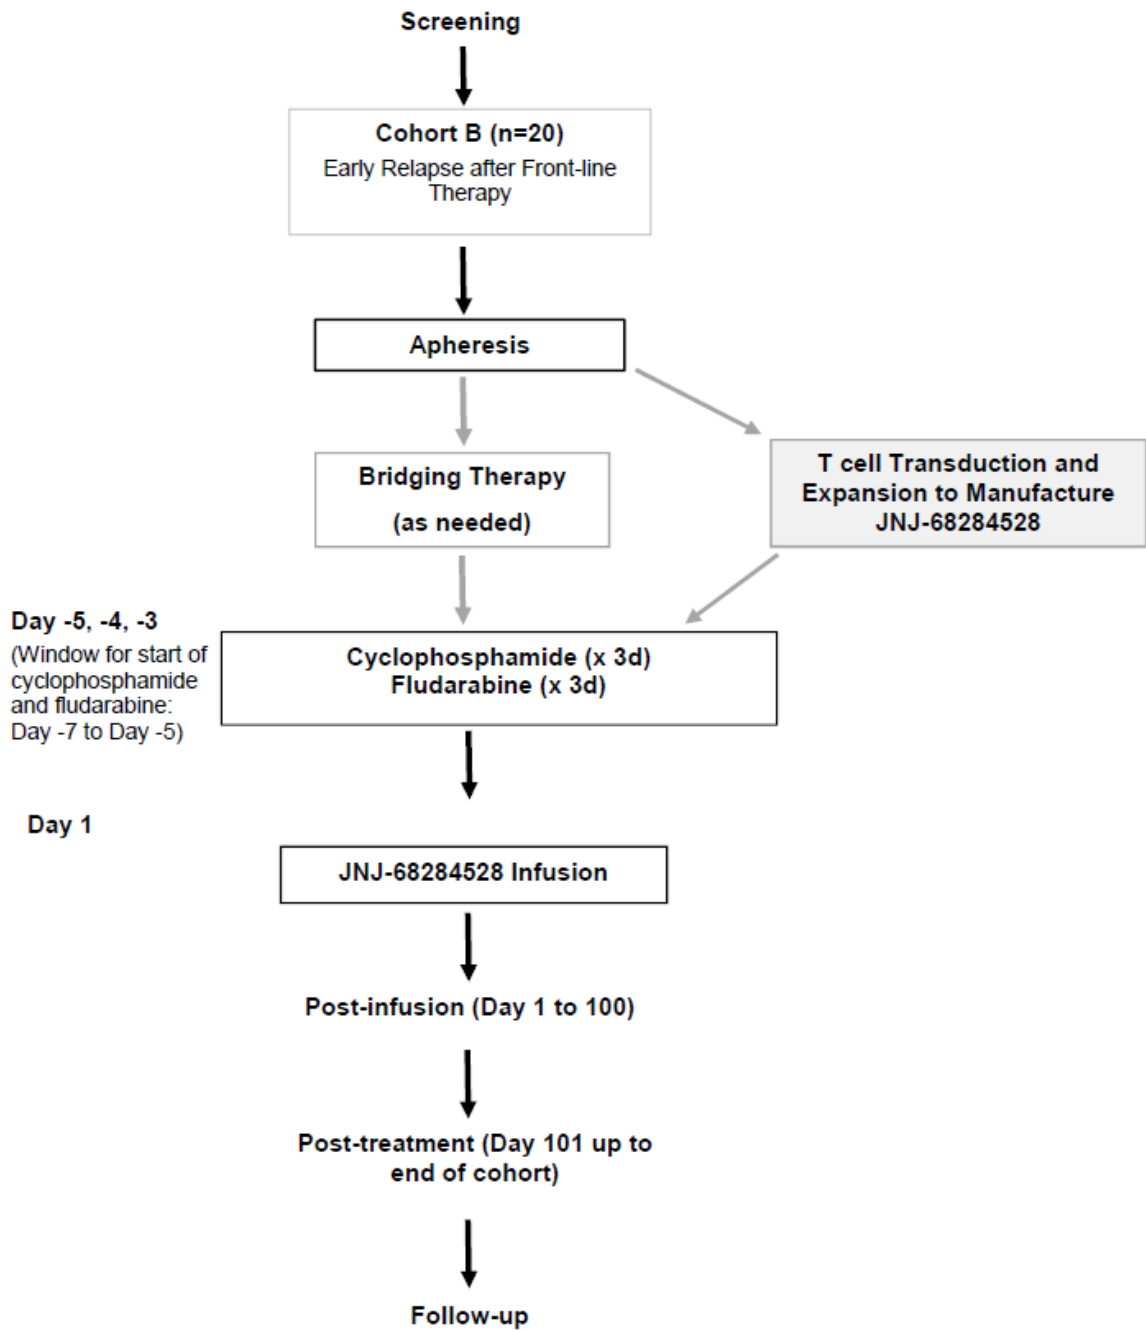 Screening
Cohort B (n=20)
Early Relapse after Front-line
Therapy
Apheresis
Bridging Therapy
(as needed)
T cell Transduction and
Expansion to Manufacture
JNJ-68284528
Day -5, -4, -3
(Window for start of
cyclophosphamide
and fludarabine:
Day -7 to Day -5)
Cyclophosphamide (x 3d)
Fludarabine (x 3d)
Day 1
JNJ-68284528 Infusion
Post-infusion (Day 1 to 100)
Post-treatment (Day 101 up to
end of cohort)
Follow-up